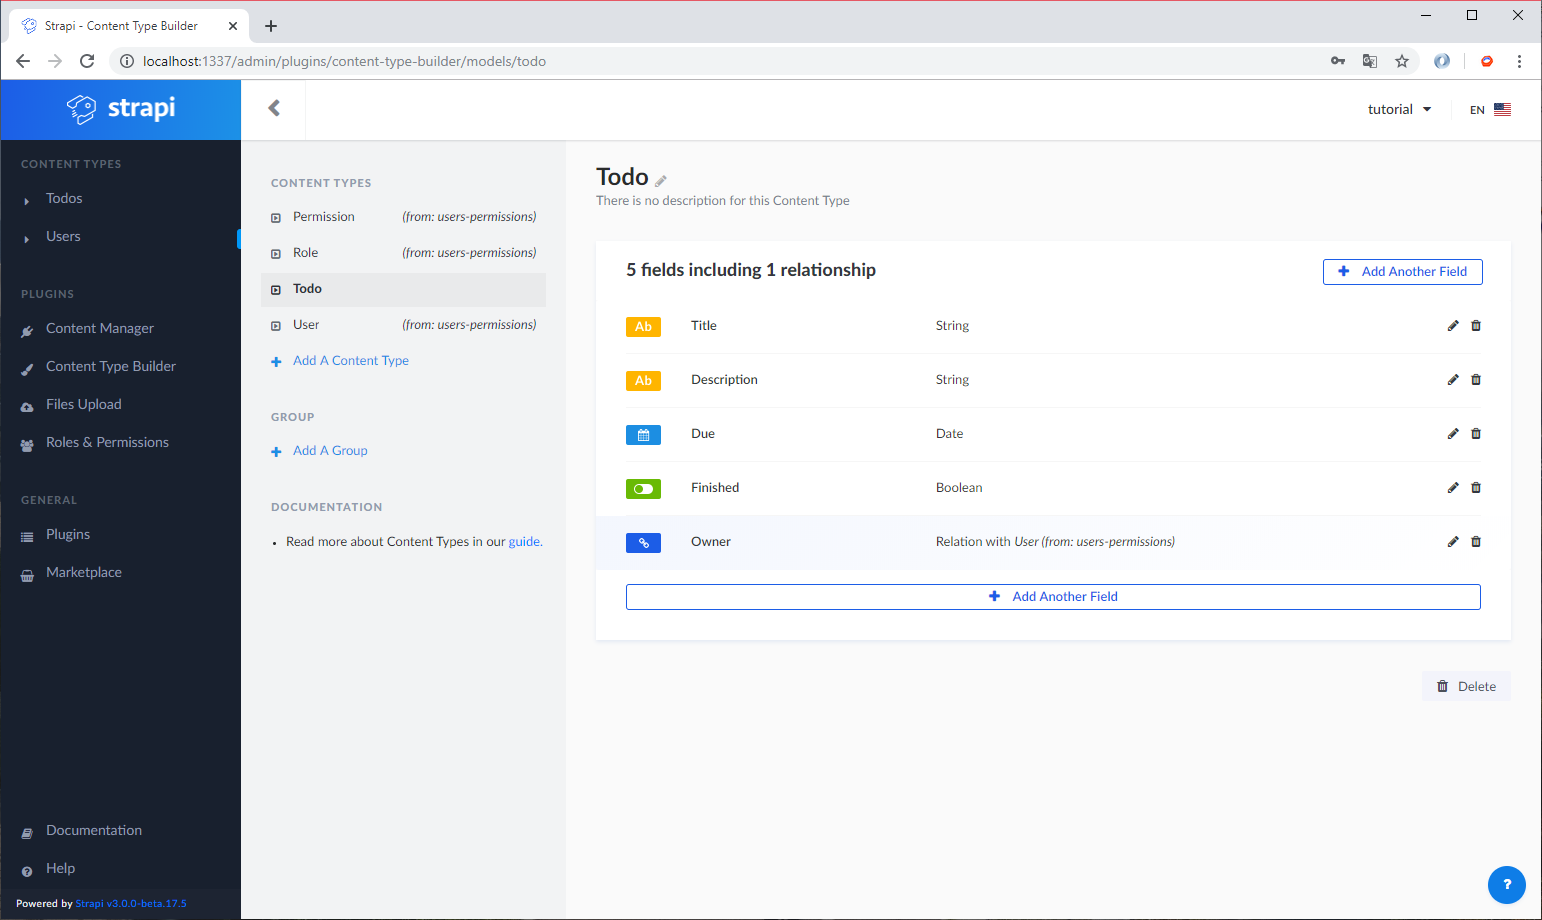 Strapi - Content Type Builder
localhost:1337/admin/plugins/content-type-builder/models/todo
strapi
tutorial
EN
CONTENT TYPES
Todos
Users
PLUGINS
Content Manager
Content Type Builder
Files Upload
Roles & Permissions
GENERAL
Plugins
Marketplace
Documentation
Help
Powered by Strapi v3.0.0-beta.17.5
CONTENT TYPES
Permission (from: users-permissions)
Role (from: users-permissions)
Todo
User (from: users-permissions)
Add A Content Type
GROUP
Add A Group
DOCUMENTATION
Read more about Content Types in our guide.
Todo
There is no description for this Content Type
5 fields including 1 relationship
Add Another Field
Ab Title String
Ab Description String
Due Date
Finished Boolean
Owner Relation with User (from: users-permissions)
Add Another Field
Delete
?